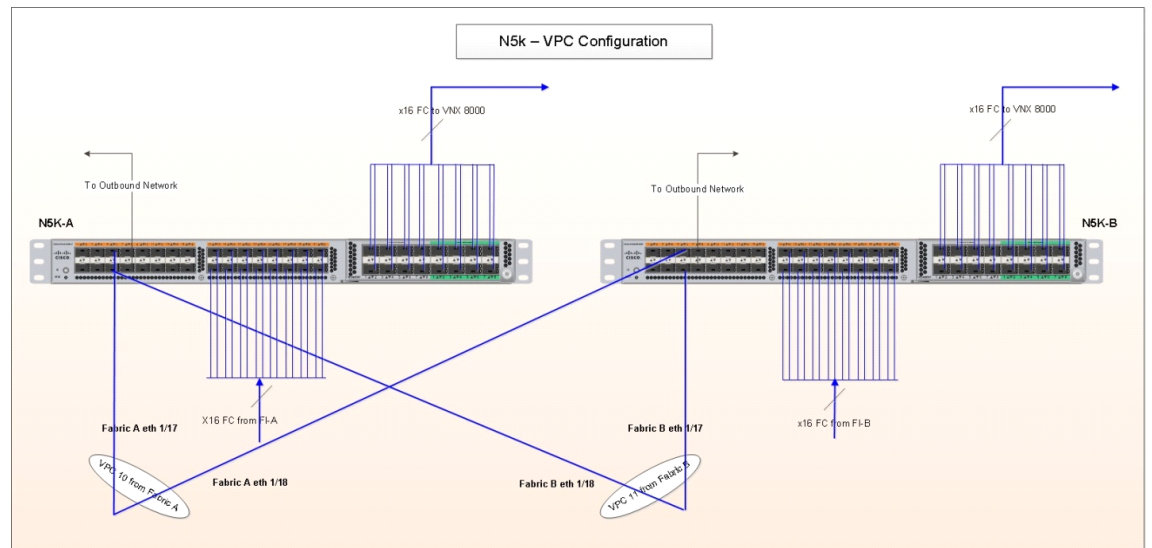 N5k – VPC Configuration
x16 FC to VNX 8000
x16 FC to VNX 8000
To Outbound Network
To Outbound Network
N5K-A
N5K-B
CISCO
CISCO
X16 FC from FI-A
x16 FC from FI-B
Fabric A eth 1/17
Fabric B eth 1/17
VPC 10 from Fabric A
Fabric A eth 1/18
Fabric B eth 1/18
VPC 11 from Fabric B